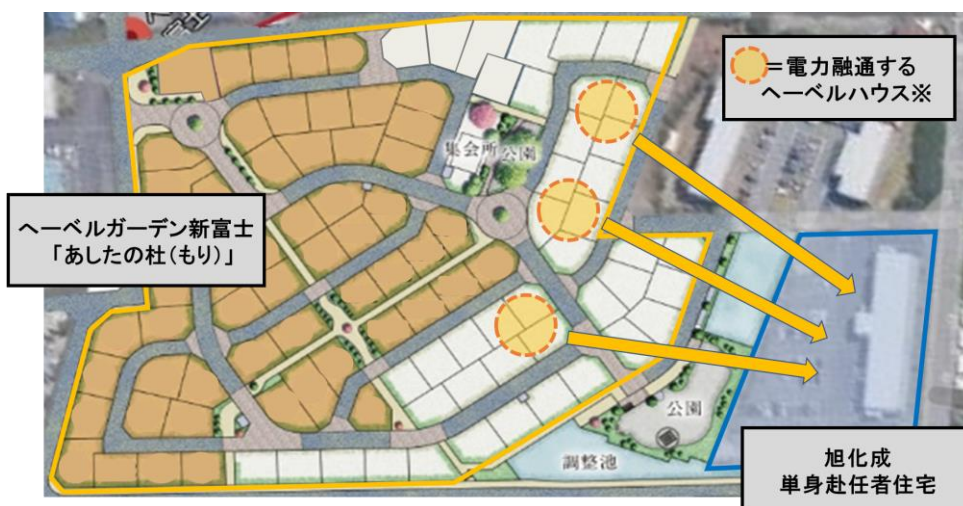 =電力融通する
ヘーベルハウス※
集会所
公園
ヘーベルガーデン新富士
「あしたの杜(もり)」
公園
調整池
旭化成
単身赴任者住宅